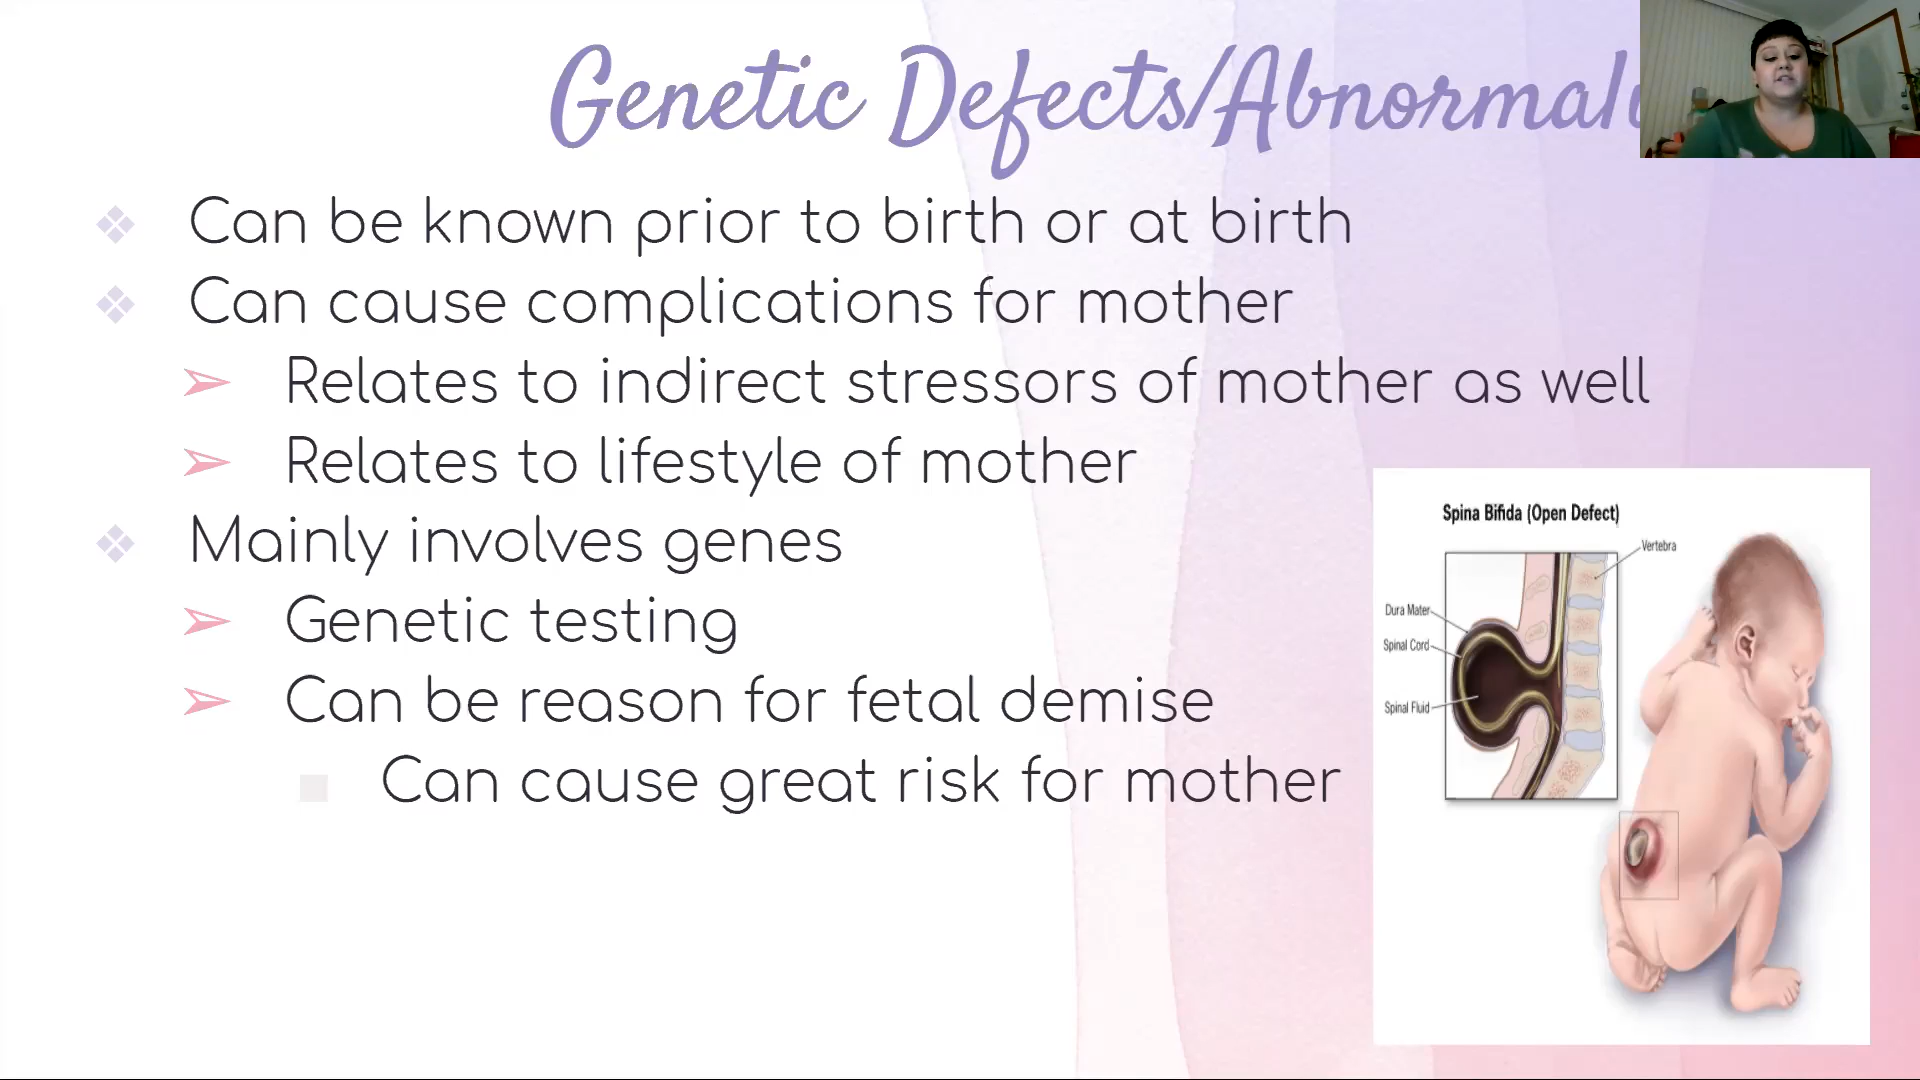 Genetic Defects/Abnormali
Can be known prior to birth or at birth
Can cause complications for mother
Relates to indirect stressors of mother as well
Relates to lifestyle of mother
Mainly involves genes
Genetic testing
Can be reason for fetal demise
Can cause great risk for mother
Spina Bifida (Open Defect)
Vertebra
Dura Mater
Spinal Cord
Spinal Fluid